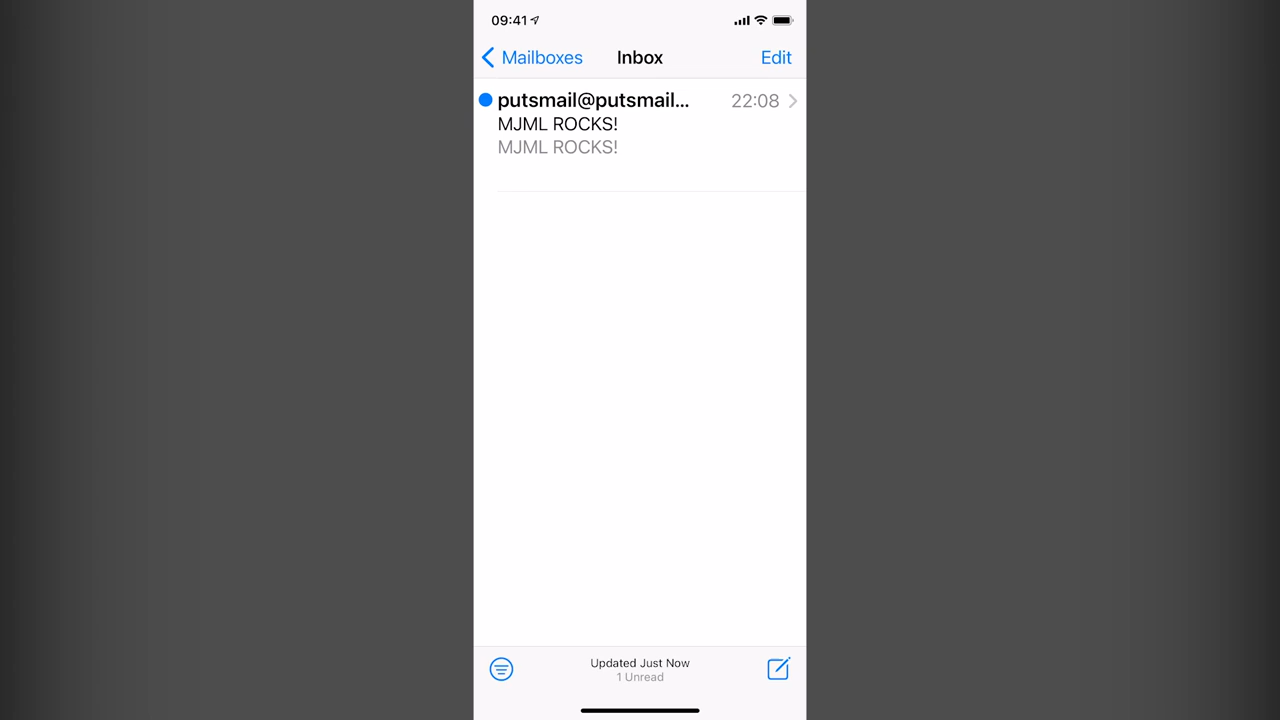 09:41
Mailboxes Inbox Edit
putsmail@putsmail... 22:08
MJML ROCKS!
MJML ROCKS!
Updated Just Now
1 Unread